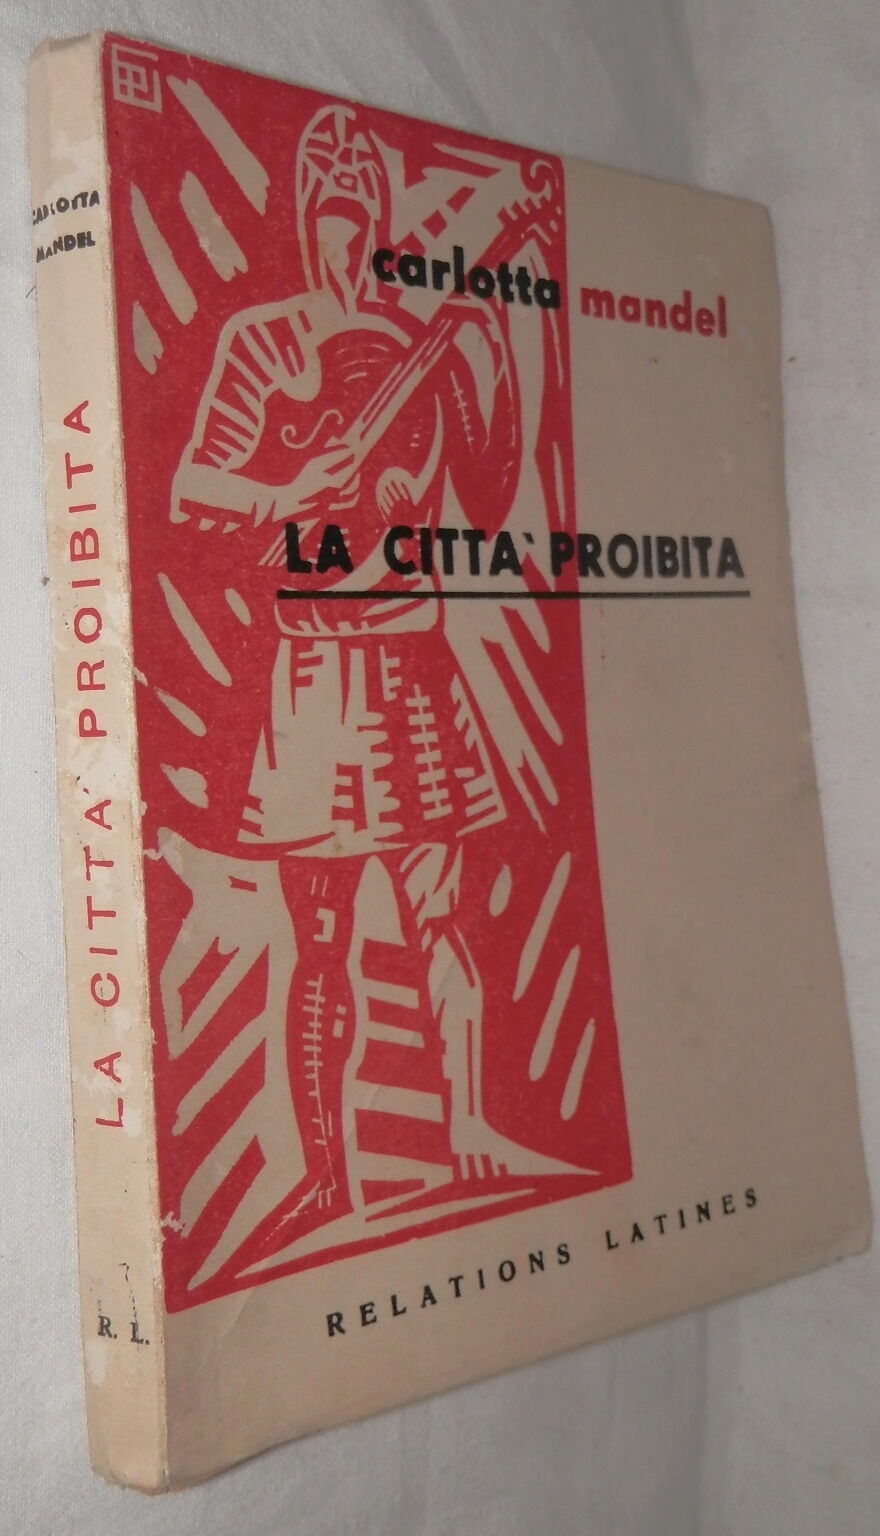 CARLOTTA
MANDEL
LA CITTA' PROIBITA
R. L.
carlotta mandel
LA CITTA' PROIBITA
RELATIONS LATINES